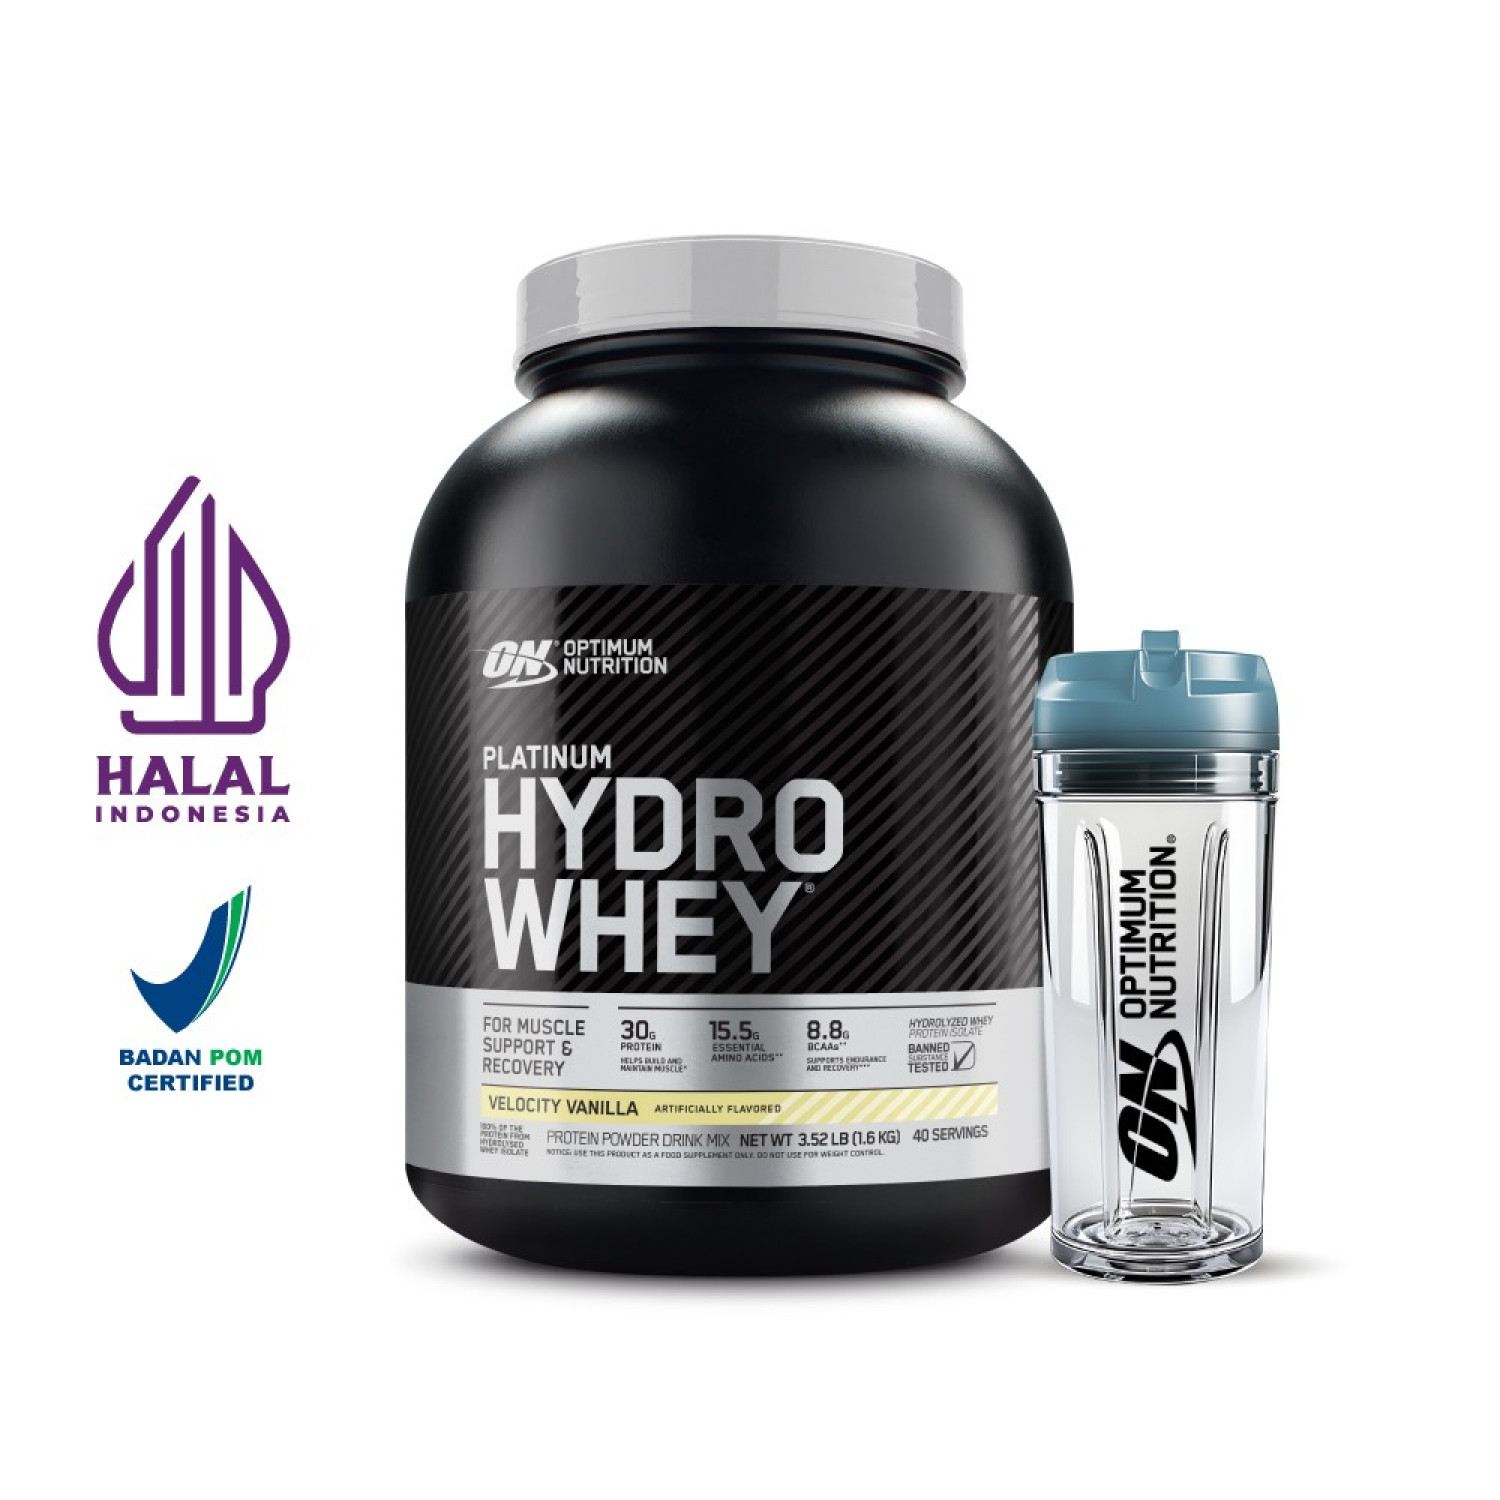 HALAL
INDONESIA
BADAN POM
CERTIFIED
ON® OPTIMUM
NUTRITION
PLATINUM
HYDRO
WHEY®
FOR MUSCLE
SUPPORT &
RECOVERY
30G
PROTEIN
HELPS BUILD AND
MAINTAIN MUSCLE*
15.5G
ESSENTIAL
AMINO ACIDS**
8.8G
BCAAs**
SUPPORTS ENDURANCE
AND RECOVERY***
HYDROLYZED WHEY
PROTEIN ISOLATE
BANNED
SUBSTANCE
TESTED
VELOCITY VANILLA ARTIFICIALLY FLAVORED
100% OF THE
PROTEIN FROM
HYDROLYSED
WHEY ISOLATE
PROTEIN POWDER DRINK MIX NET WT 3.52 LB (1.6 KG) 40 SERVINGS
NOTICE: USE THIS PRODUCT AS A FOOD SUPPLEMENT ONLY. DO NOT USE FOR WEIGHT CONTROL.
ON OPTIMUM
NUTRITION®